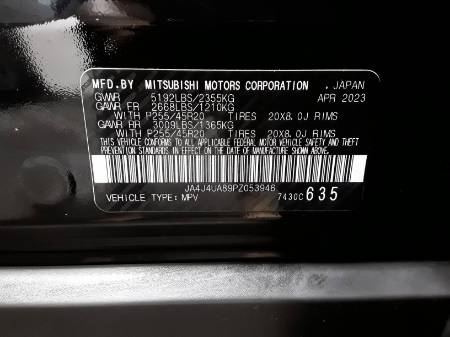 MFD.BY MITSUBISHI MOTORS CORPORATION , JAPAN
GVWR 5192LBS/2355KG APR 2023
GAWR FR 2668LBS/1210KG
WITH P255/45R20 TIRES 20X8.0J RIMS
GAWR RR 3009LBS/1365KG
WITH P255/45R20 TIRES 20X8.0J RIMS
THIS VEHICLE CONFORMS TO ALL APPLICABLE FEDERAL MOTOR VEHICLE SAFETY AND THEFT PREVENTION STANDARDS IN EFFECT ON THE DATE OF MANUFACTURE SHOWN ABOVE.
JA4J4UA89PZ053946
VEHICLE TYPE: MPV 7430C 635